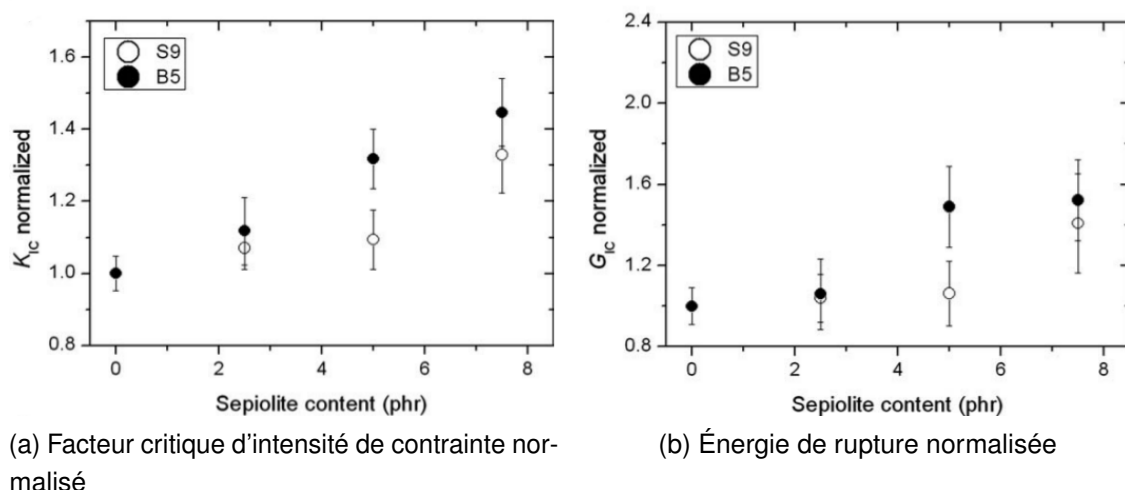 1.6
1.4
1.2
1.0
0.8
K_IC normalized
S9
B5
0 2 4 6 8
Sepiolite content (phr)
(a) Facteur critique d'intensité de contrainte nor-
malisé
2.4
2.0
1.6
1.2
0.8
G_IC normalized
S9
B5
0 2 4 6 8
Sepiolite content (phr)
(b) Énergie de rupture normalisée